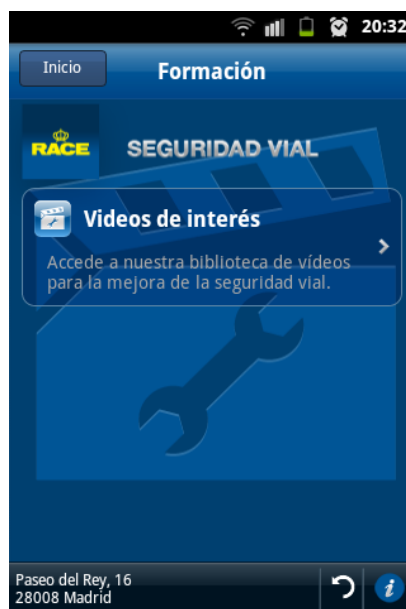 20:32
Inicio
Formación
RACE
SEGURIDAD VIAL
Videos de interés
Accede a nuestra biblioteca de vídeos
para la mejora de la seguridad vial.
Paseo del Rey, 16
28008 Madrid
i